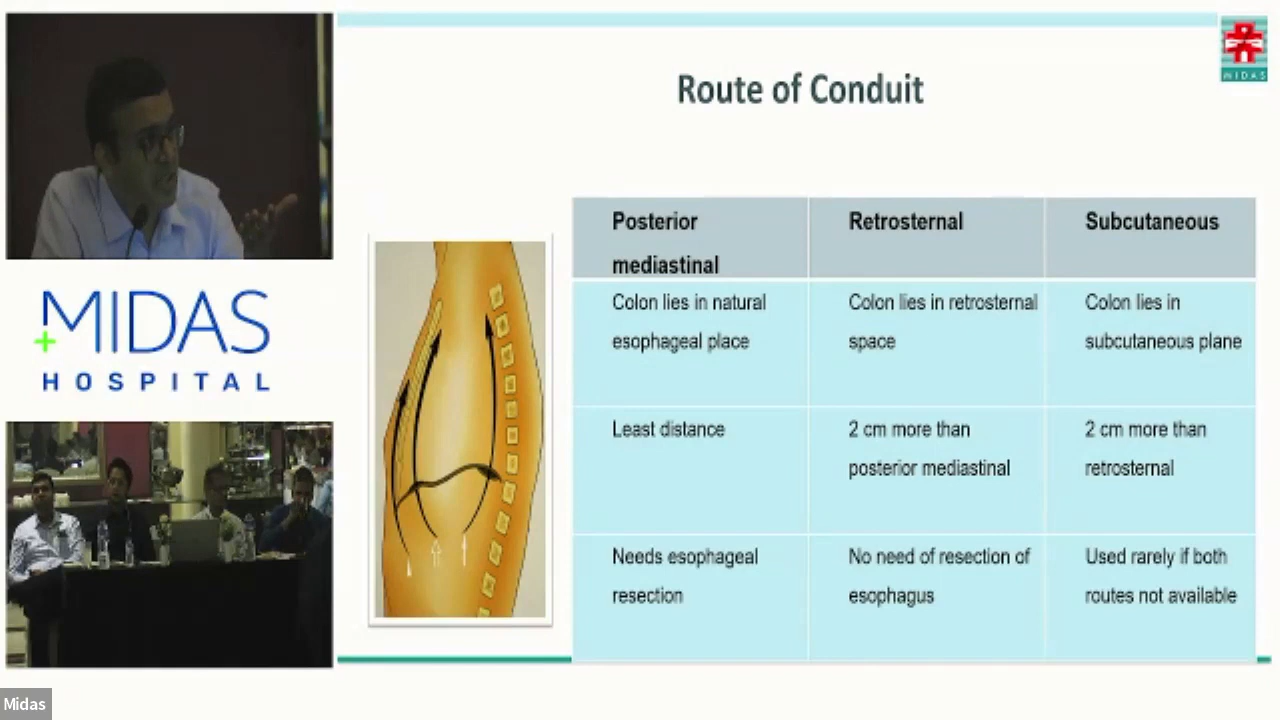 MIDAS
Route of Conduit
Posterior
mediastinal
Retrosternal
Subcutaneous
Colon lies in natural
esophageal place
Colon lies in retrosternal
space
Colon lies in
subcutaneous plane
Least distance
2 cm more than
posterior mediastinal
2 cm more than
retrosternal
Needs esophageal
resection
No need of resection of
esophagus
Used rarely if both
routes not available
MIDAS
HOSPITAL
Midas